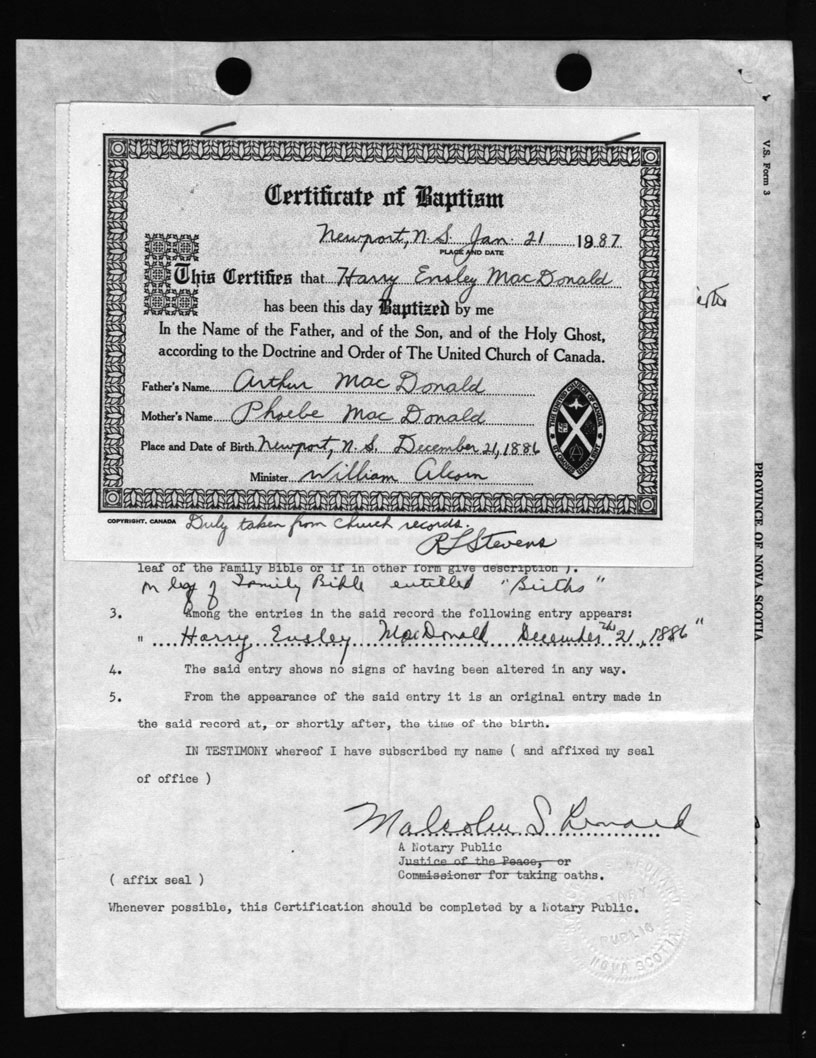 V.S. Form 3
Certificate of Baptism
Newport, N.S. Jan. 21 1987
PLACE AND DATE
This Certifies that Harry Ensley MacDonald
has been this day Baptized by me
In the Name of the Father, and of the Son, and of the Holy Ghost,
according to the Doctrine and Order of The United Church of Canada.
Father's Name Arthur MacDonald
Mother's Name Phoebe MacDonald
Place and Date of Birth Newport, N.S. December 21, 1886
Minister William Alcorn
COPYRIGHT, CANADA
Duly taken from church records.
R L Stevens
PROVINCE OF NOVA SCOTIA
leaf of the Family Bible or if in other form give description ).
On leaf of Family Bible entitled "Births"
3. Among the entries in the said record the following entry appears:
" Harry Ensley MacDonald December 21th, 1886 "
4. The said entry shows no signs of having been altered in any way.
5. From the appearance of the said entry it is an original entry made in
the said record at, or shortly after, the time of the birth.
IN TESTIMONY whereof I have subscribed my name ( and affixed my seal
of office )
Malcolm S Leonard
A Notary Public
Justice of the Peace, or
( affix seal ) Commissioner for taking oaths.
Whenever possible, this Certification should be completed by a Notary Public.
NOTARY
PUBLIC
NOVA SCOTIA